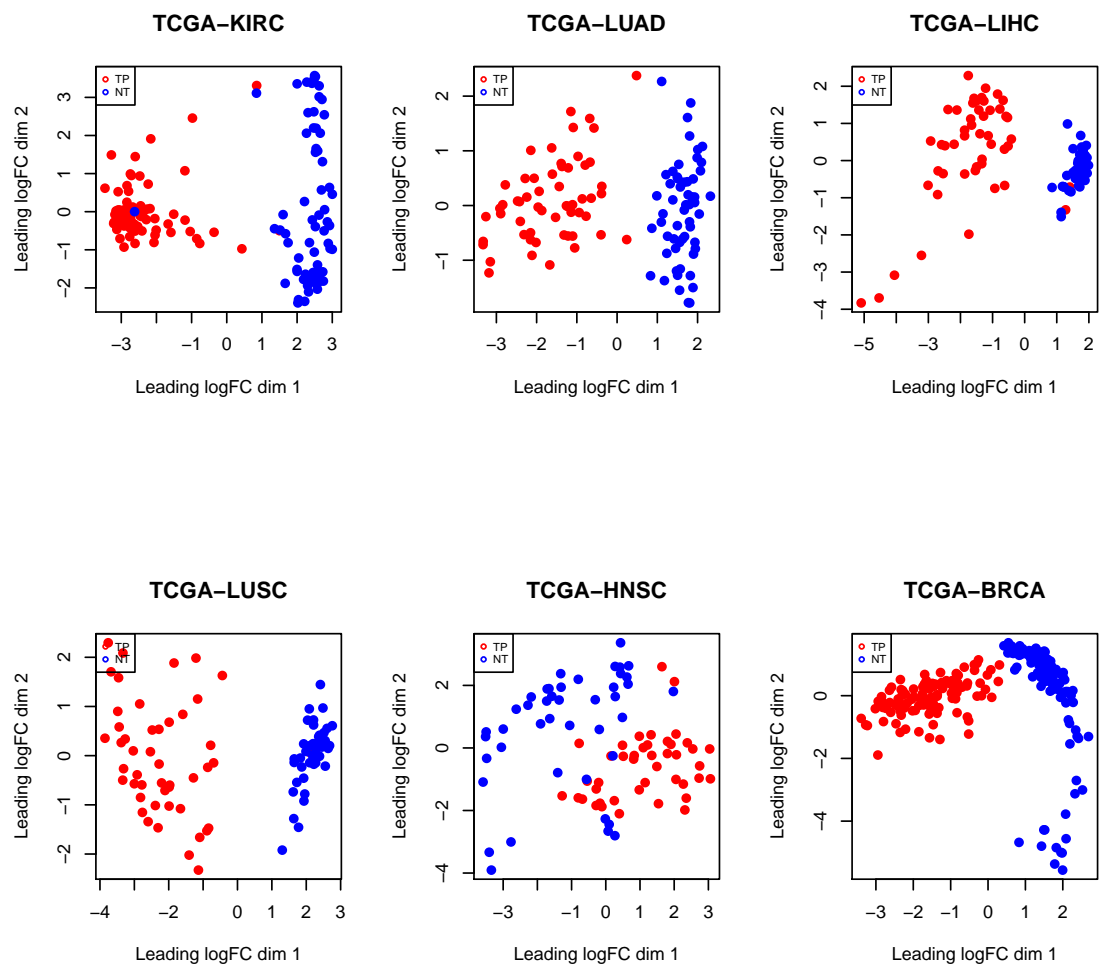 TCGA−KIRC
TP
NT
3
2
1
0
−1
−2
−3
−1
0
1
2
3
Leading logFC dim 2
Leading logFC dim 1
TCGA−LUAD
TP
NT
2
1
0
−1
−3
−2
−1
0
1
2
Leading logFC dim 2
Leading logFC dim 1
TCGA−LIHC
TP
NT
2
1
0
−1
−2
−3
−4
−5
−3
−1
0
1
2
Leading logFC dim 2
Leading logFC dim 1
TCGA−LUSC
TP
NT
2
1
0
−1
−2
−4
−2
0
1
2
3
Leading logFC dim 2
Leading logFC dim 1
TCGA−HNSC
TP
NT
2
0
−2
−4
−3
−2
−1
0
1
2
3
Leading logFC dim 2
Leading logFC dim 1
TCGA−BRCA
TP
NT
0
−2
−4
−3
−2
−1
0
1
2
Leading logFC dim 2
Leading logFC dim 1